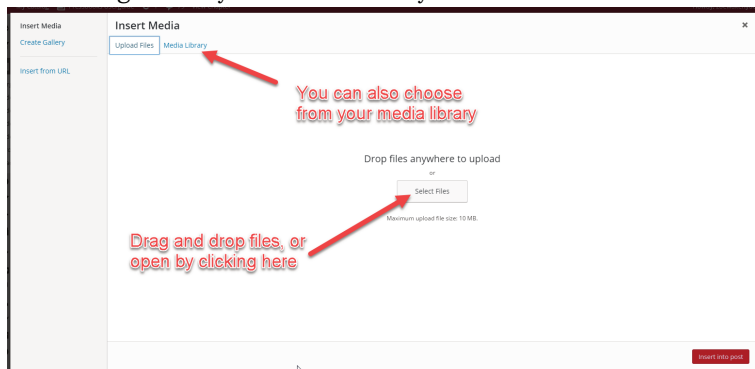 Insert Media
Create Gallery
Insert from URL
Insert Media
×
Upload Files Media Library
You can also choose
from your media library
Drop files anywhere to upload
or
Select Files
Maximum upload file size: 10 MB.
Drag and drop files, or
open by clicking here
Insert into post